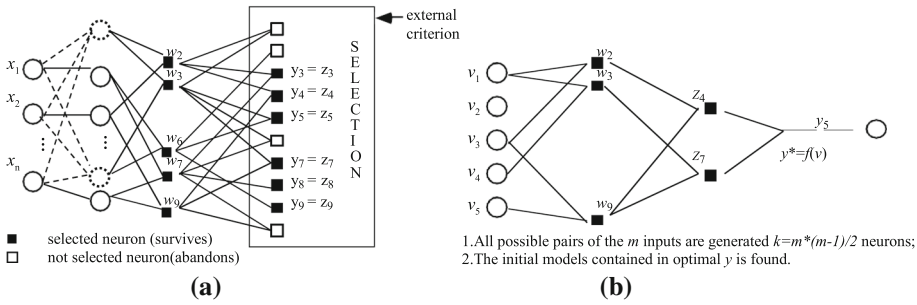 external
criterion
x1
x2
xn
w2
w3
w6
w7
w9
SELECTION
y3 = z3
y4 = z4
y5 = z5
y7 = z7
y8 = z8
y9 = z9
selected neuron (survives)
not selected neuron(abandons)
(a)
v1
v2
v3
v4
v5
w2
w3
w9
z4
z7
y5
y*=f(v)
1.All possible pairs of the m inputs are generated k=m*(m-1)/2 neurons;
2.The initial models contained in optimal y is found.
(b)